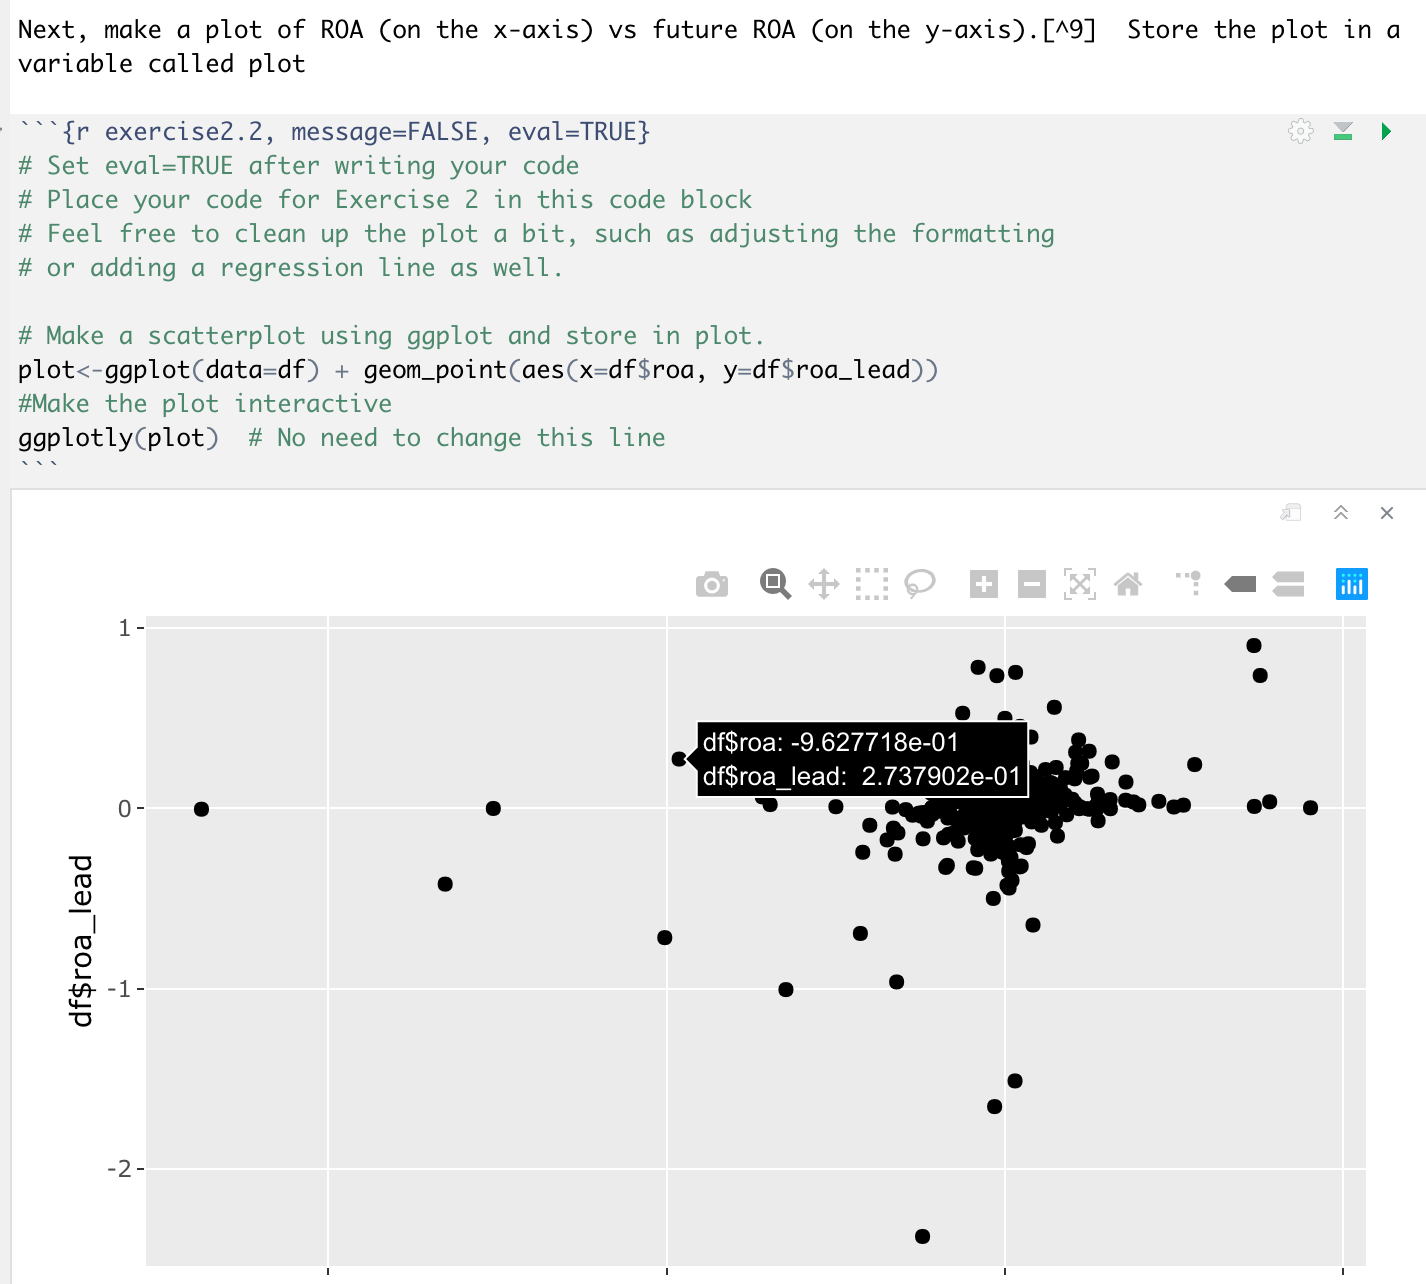 Next, make a plot of ROA (on the x-axis) vs future ROA (on the y-axis).[^9]  Store the plot in a
variable called plot
```{r exercise2.2, message=FALSE, eval=TRUE}
# Set eval=TRUE after writing your code
# Place your code for Exercise 2 in this code block
# Feel free to clean up the plot a bit, such as adjusting the formatting
# or adding a regression line as well.
# Make a scatterplot using ggplot and store in plot.
plot<-ggplot(data=df) + geom_point(aes(x=df$roa, y=df$roa_lead))
#Make the plot interactive
ggplotly(plot)  # No need to change this line
```
1
df$roa: -9.627718e-01
df$roa_lead:  2.737902e-01
0
df$roa_lead
-1
-2